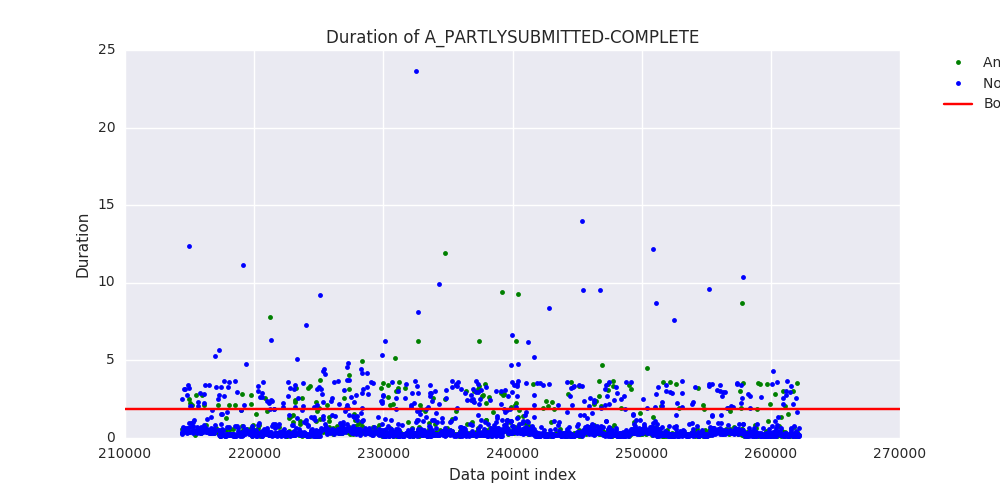 Duration of A_PARTLYSUBMITTED-COMPLETE
25
20
15
10
5
0
Duration
210000 220000 230000 240000 250000 260000 270000
Data point index
An
No
Bo